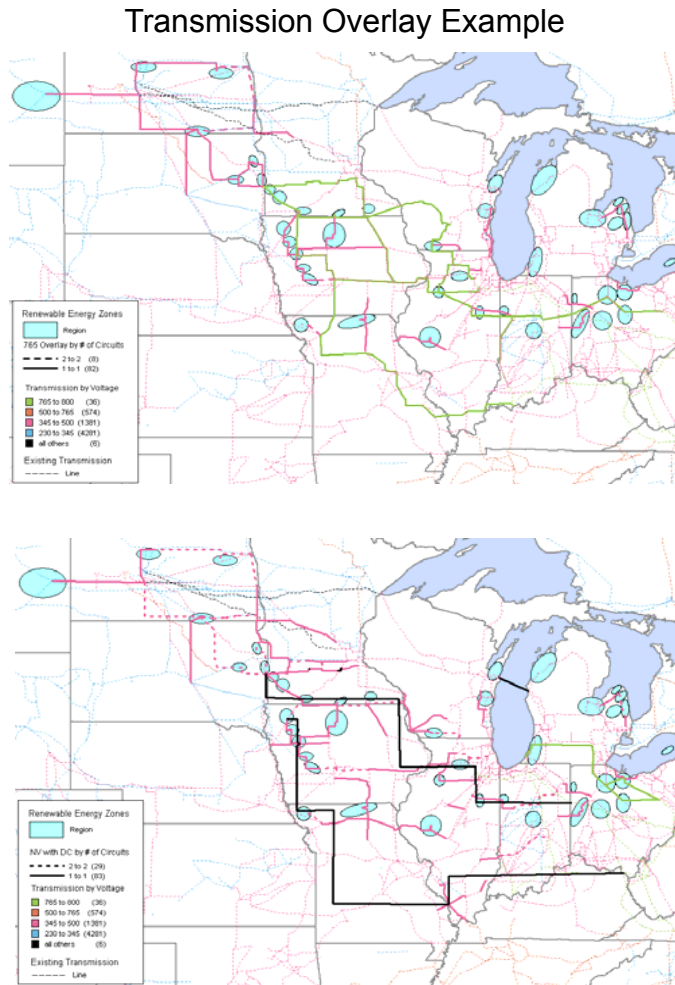 Transmission Overlay Example
Renewable Energy Zones
Region
765 Overlay by # of Circuits
2 to 2 (8)
1 to 1 (82)
Transmission by Voltage
765 to 800 (36)
500 to 765 (574)
345 to 500 (1381)
230 to 345 (4281)
all others (6)
Existing Transmission
Line
Renewable Energy Zones
Region
NV with DC by # of Circuits
2 to 2 (29)
1 to 1 (83)
Transmission by Voltage
765 to 800 (36)
500 to 765 (574)
345 to 500 (1381)
230 to 345 (4281)
all others (5)
Existing Transmission
Line